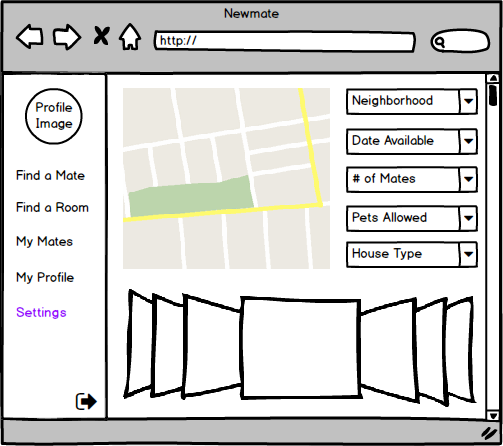 Newmate
http://
Profile
Image
Find a Mate
Find a Room
My Mates
My Profile
Settings
Neighborhood
Date Available
# of Mates
Pets Allowed
House Type